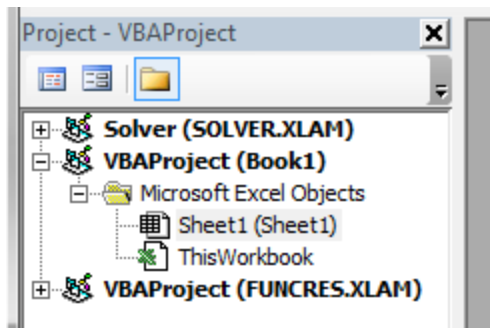 Project - VBAProject
Solver (SOLVER.XLAM)
VBAProject (Book1)
Microsoft Excel Objects
Sheet1 (Sheet1)
ThisWorkbook
VBAProject (FUNCRES.XLAM)